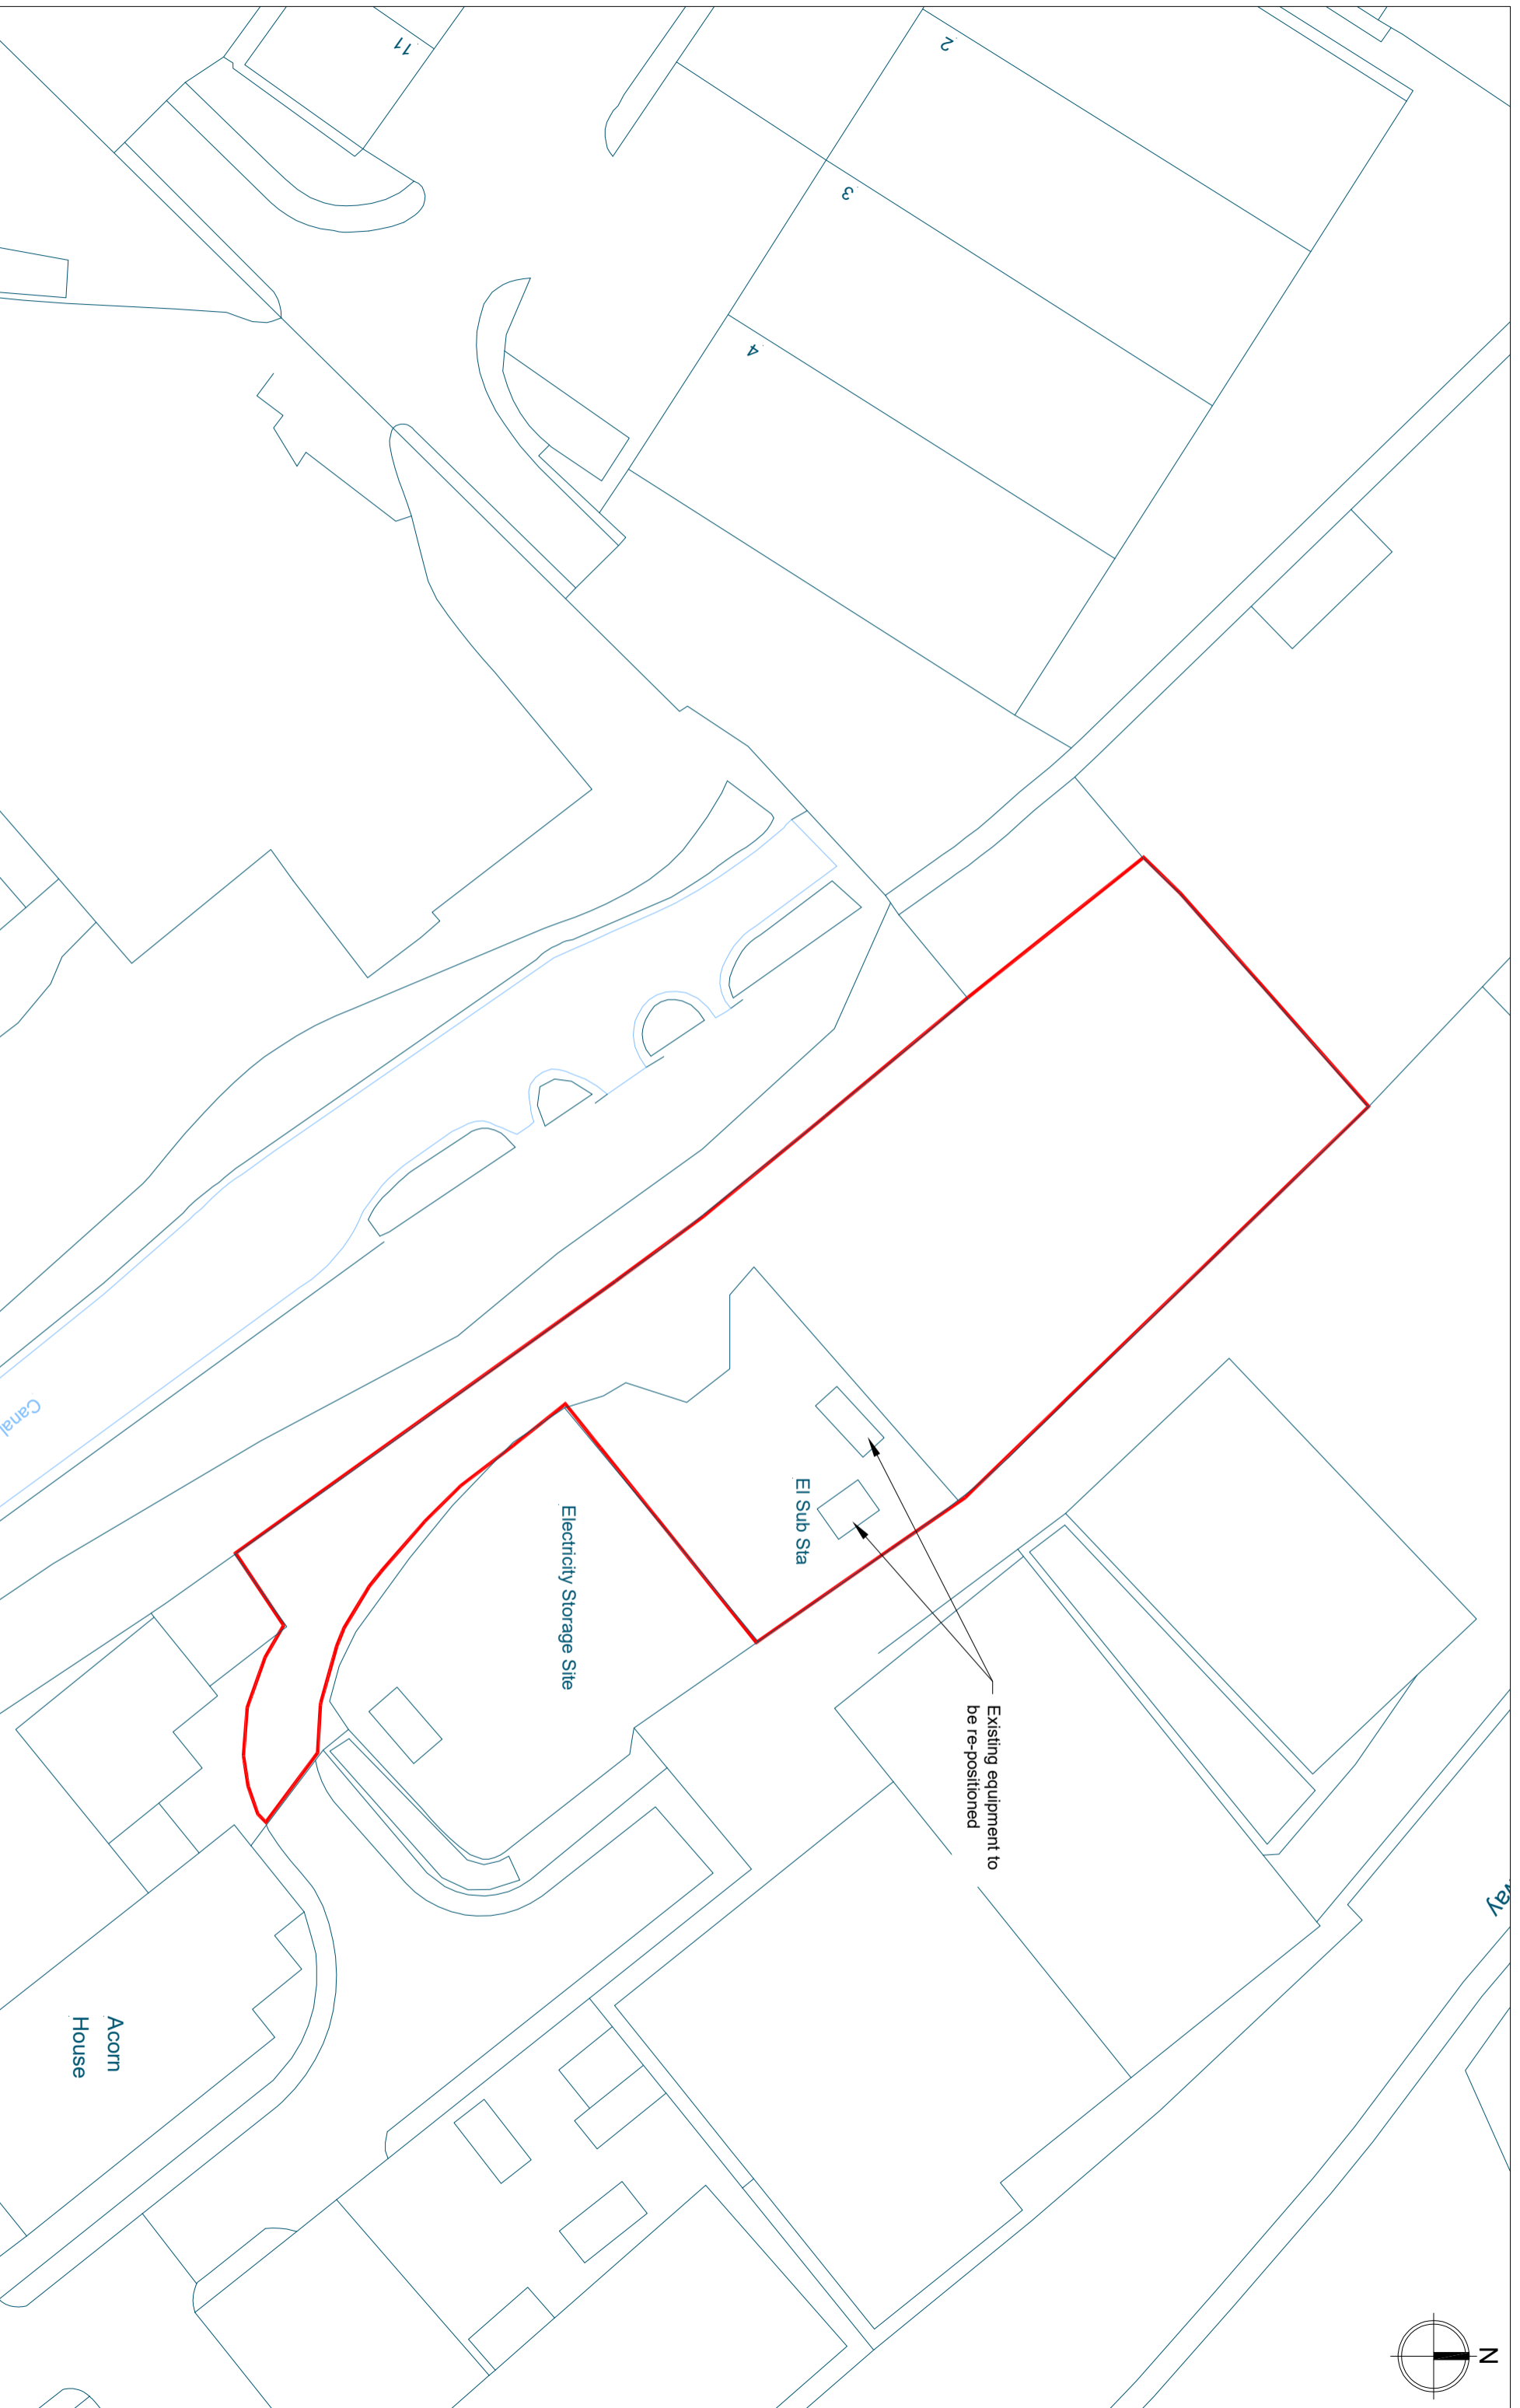 N
2
3
4
11
Canal
El Sub Sta
Electricity Storage Site
Existing equipment to
be re-positioned
way
Acorn
House